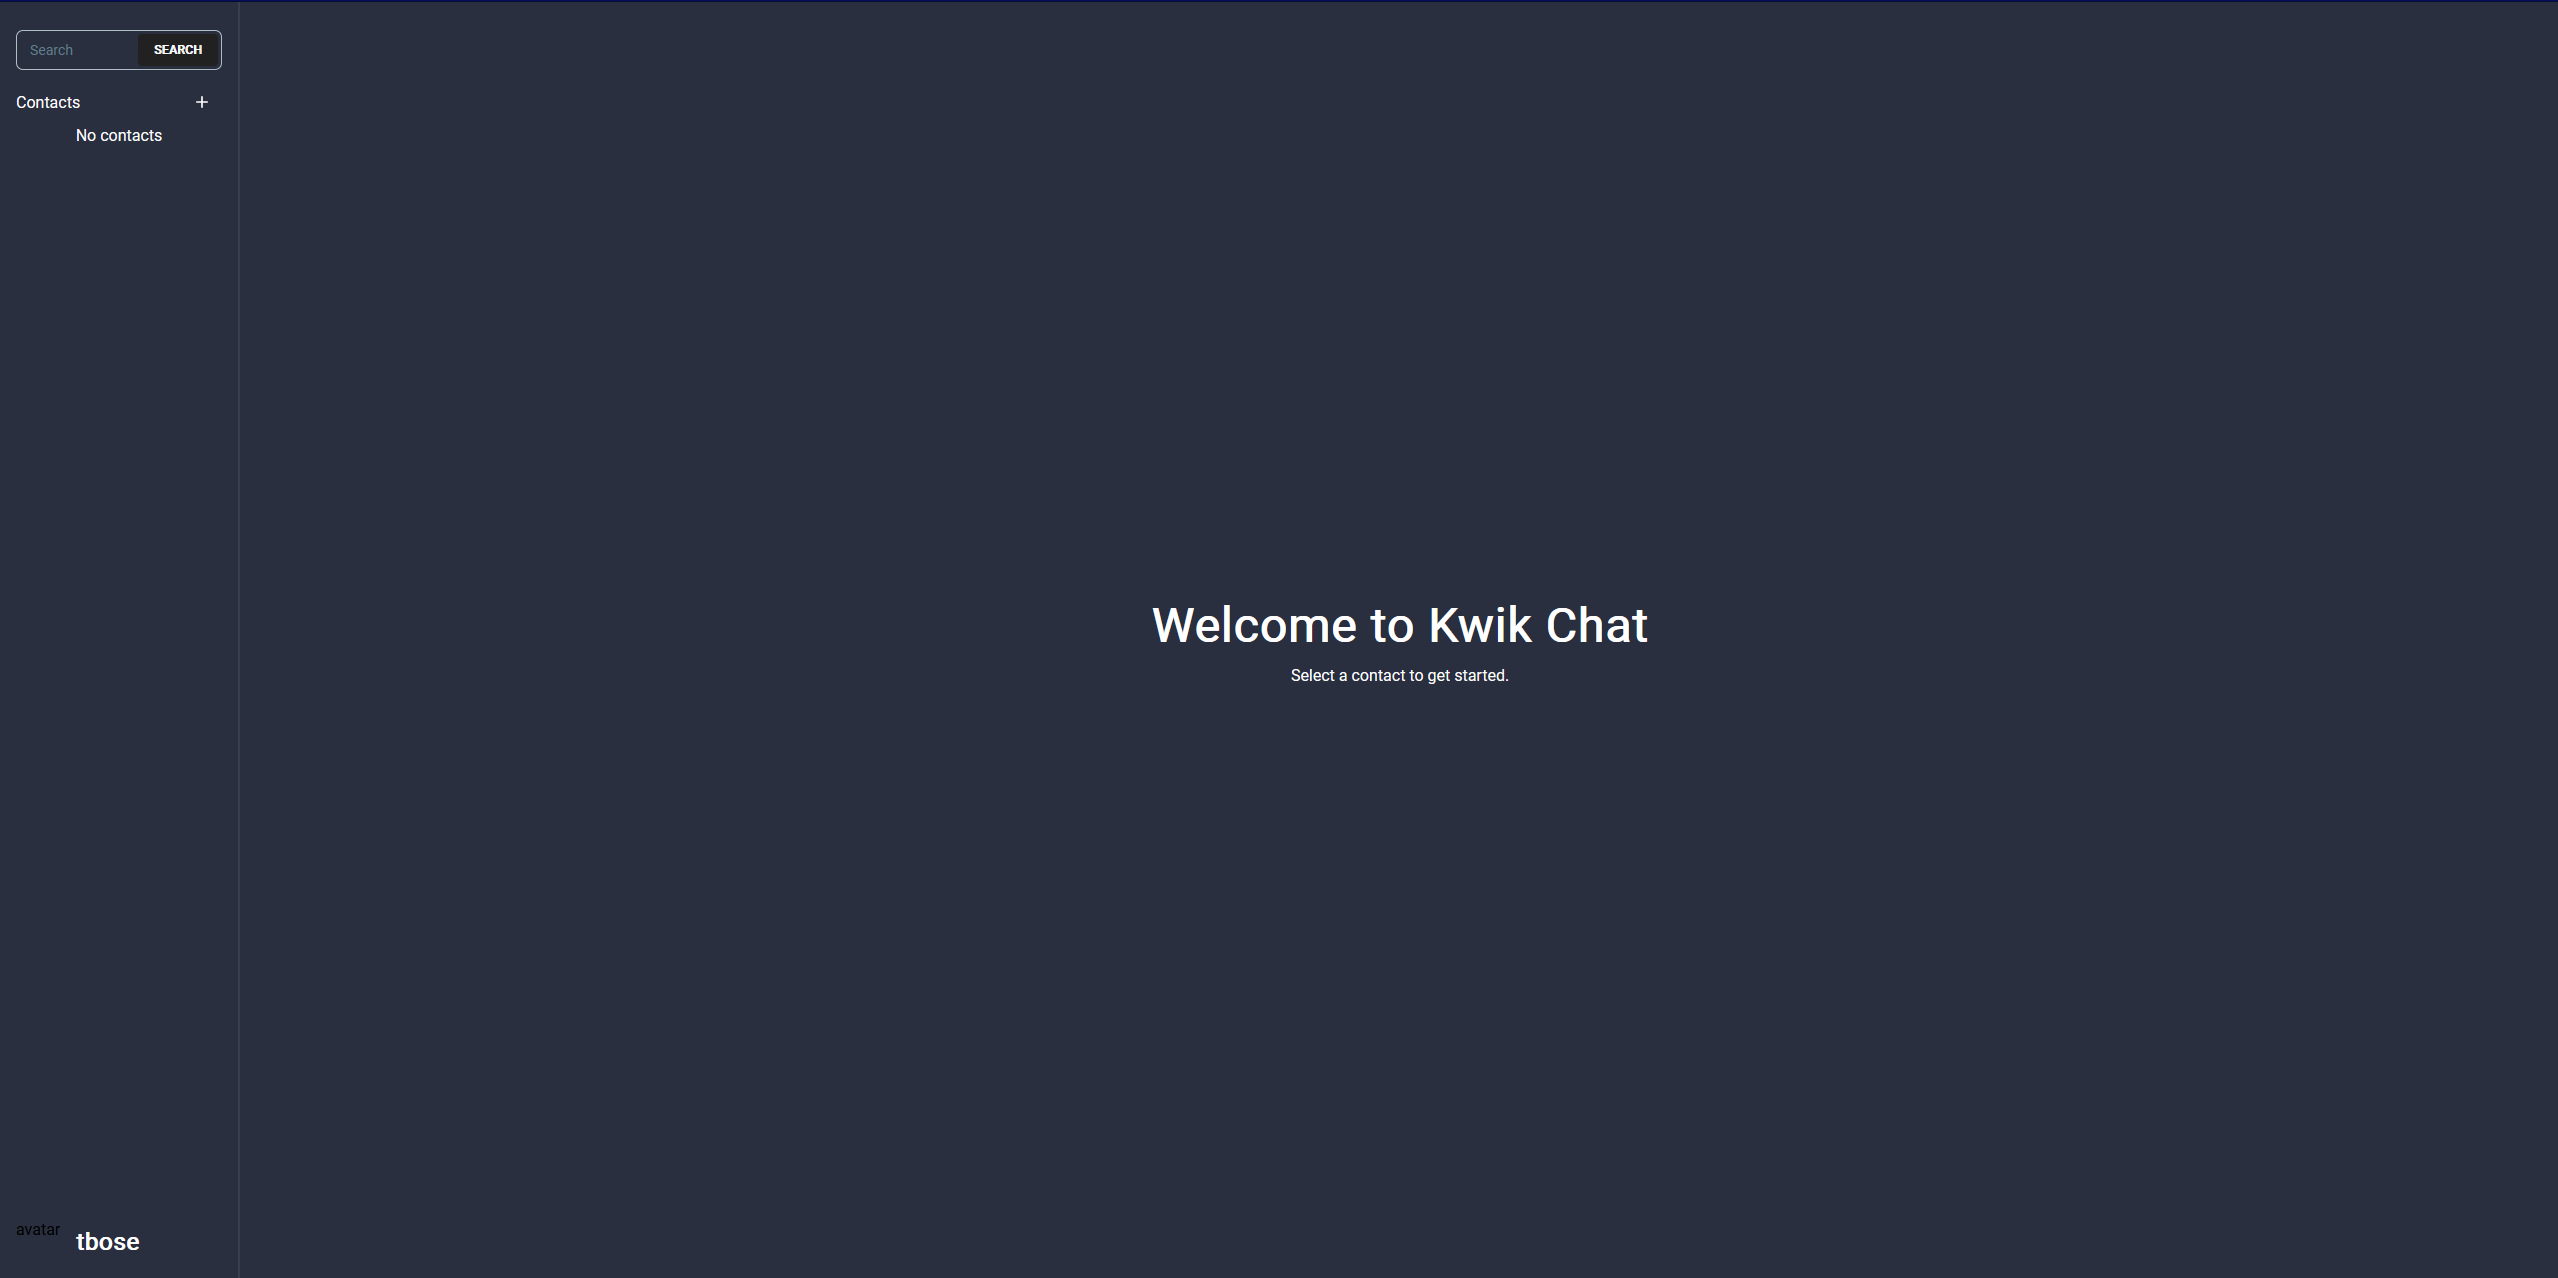 Search SEARCH
Contacts +
No contacts
Welcome to Kwik Chat
Select a contact to get started.
avatar
tbose